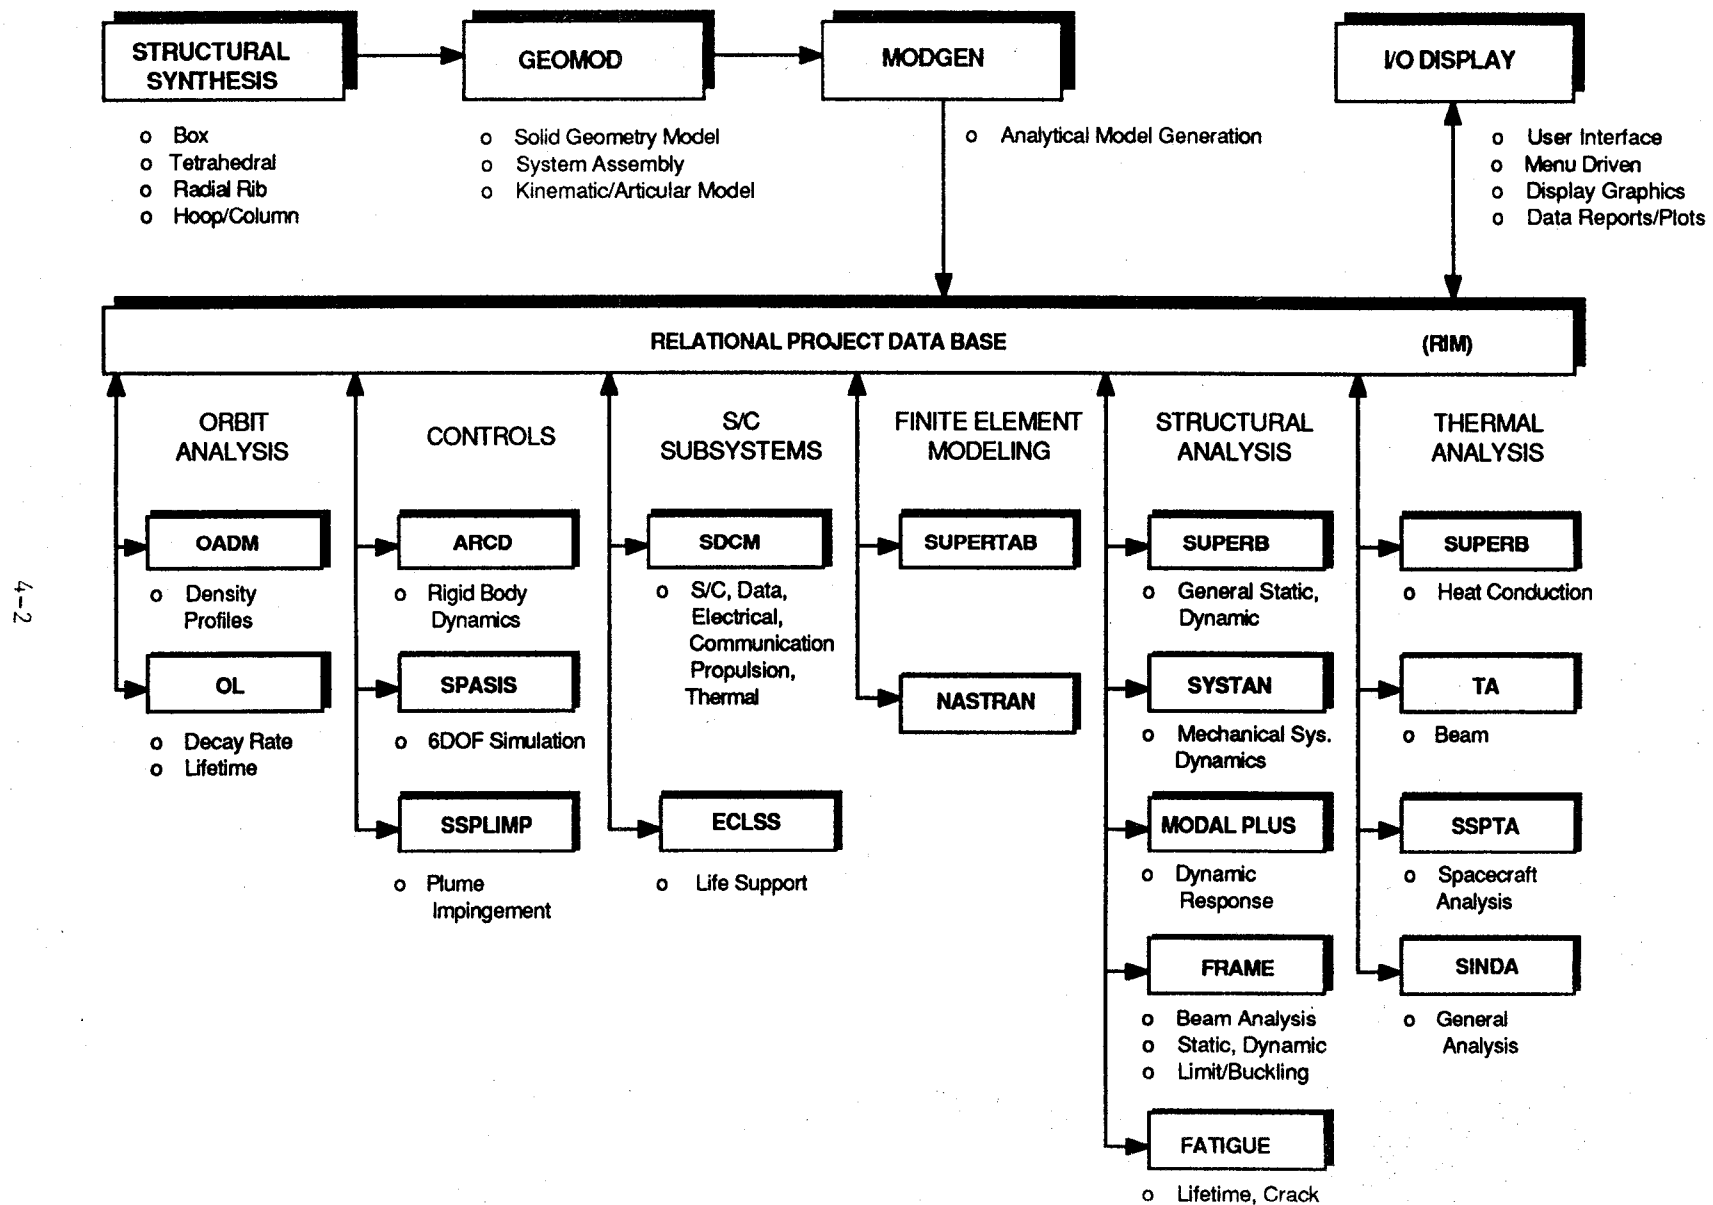 STRUCTURAL
SYNTHESIS
o Box
o Tetrahedral
o Radial Rib
o Hoop/Column
GEOMOD
o Solid Geometry Model
o System Assembly
o Kinematic/Articular Model
MODGEN
o Analytical Model Generation
I/O DISPLAY
o User Interface
o Menu Driven
o Display Graphics
o Data Reports/Plots
RELATIONAL PROJECT DATA BASE (RIM)
ORBIT
ANALYSIS
OADM
o Density
Profiles
OL
o Decay Rate
o Lifetime
CONTROLS
ARCD
o Rigid Body
Dynamics
SPASIS
o 6DOF Simulation
SSPLIMP
o Plume
Impingement
S/C
SUBSYSTEMS
SDCM
o S/C, Data,
Electrical,
Communication
Propulsion,
Thermal
ECLSS
o Life Support
FINITE ELEMENT
MODELING
SUPERTAB
NASTRAN
STRUCTURAL
ANALYSIS
SUPERB
o General Static,
Dynamic
SYSTAN
o Mechanical Sys.
Dynamics
MODAL PLUS
o Dynamic
Response
FRAME
o Beam Analysis
o Static, Dynamic
o Limit/Buckling
FATIGUE
o Lifetime, Crack
THERMAL
ANALYSIS
SUPERB
o Heat Conduction
TA
o Beam
SSPTA
o Spacecraft
Analysis
SINDA
o General
Analysis
4-2